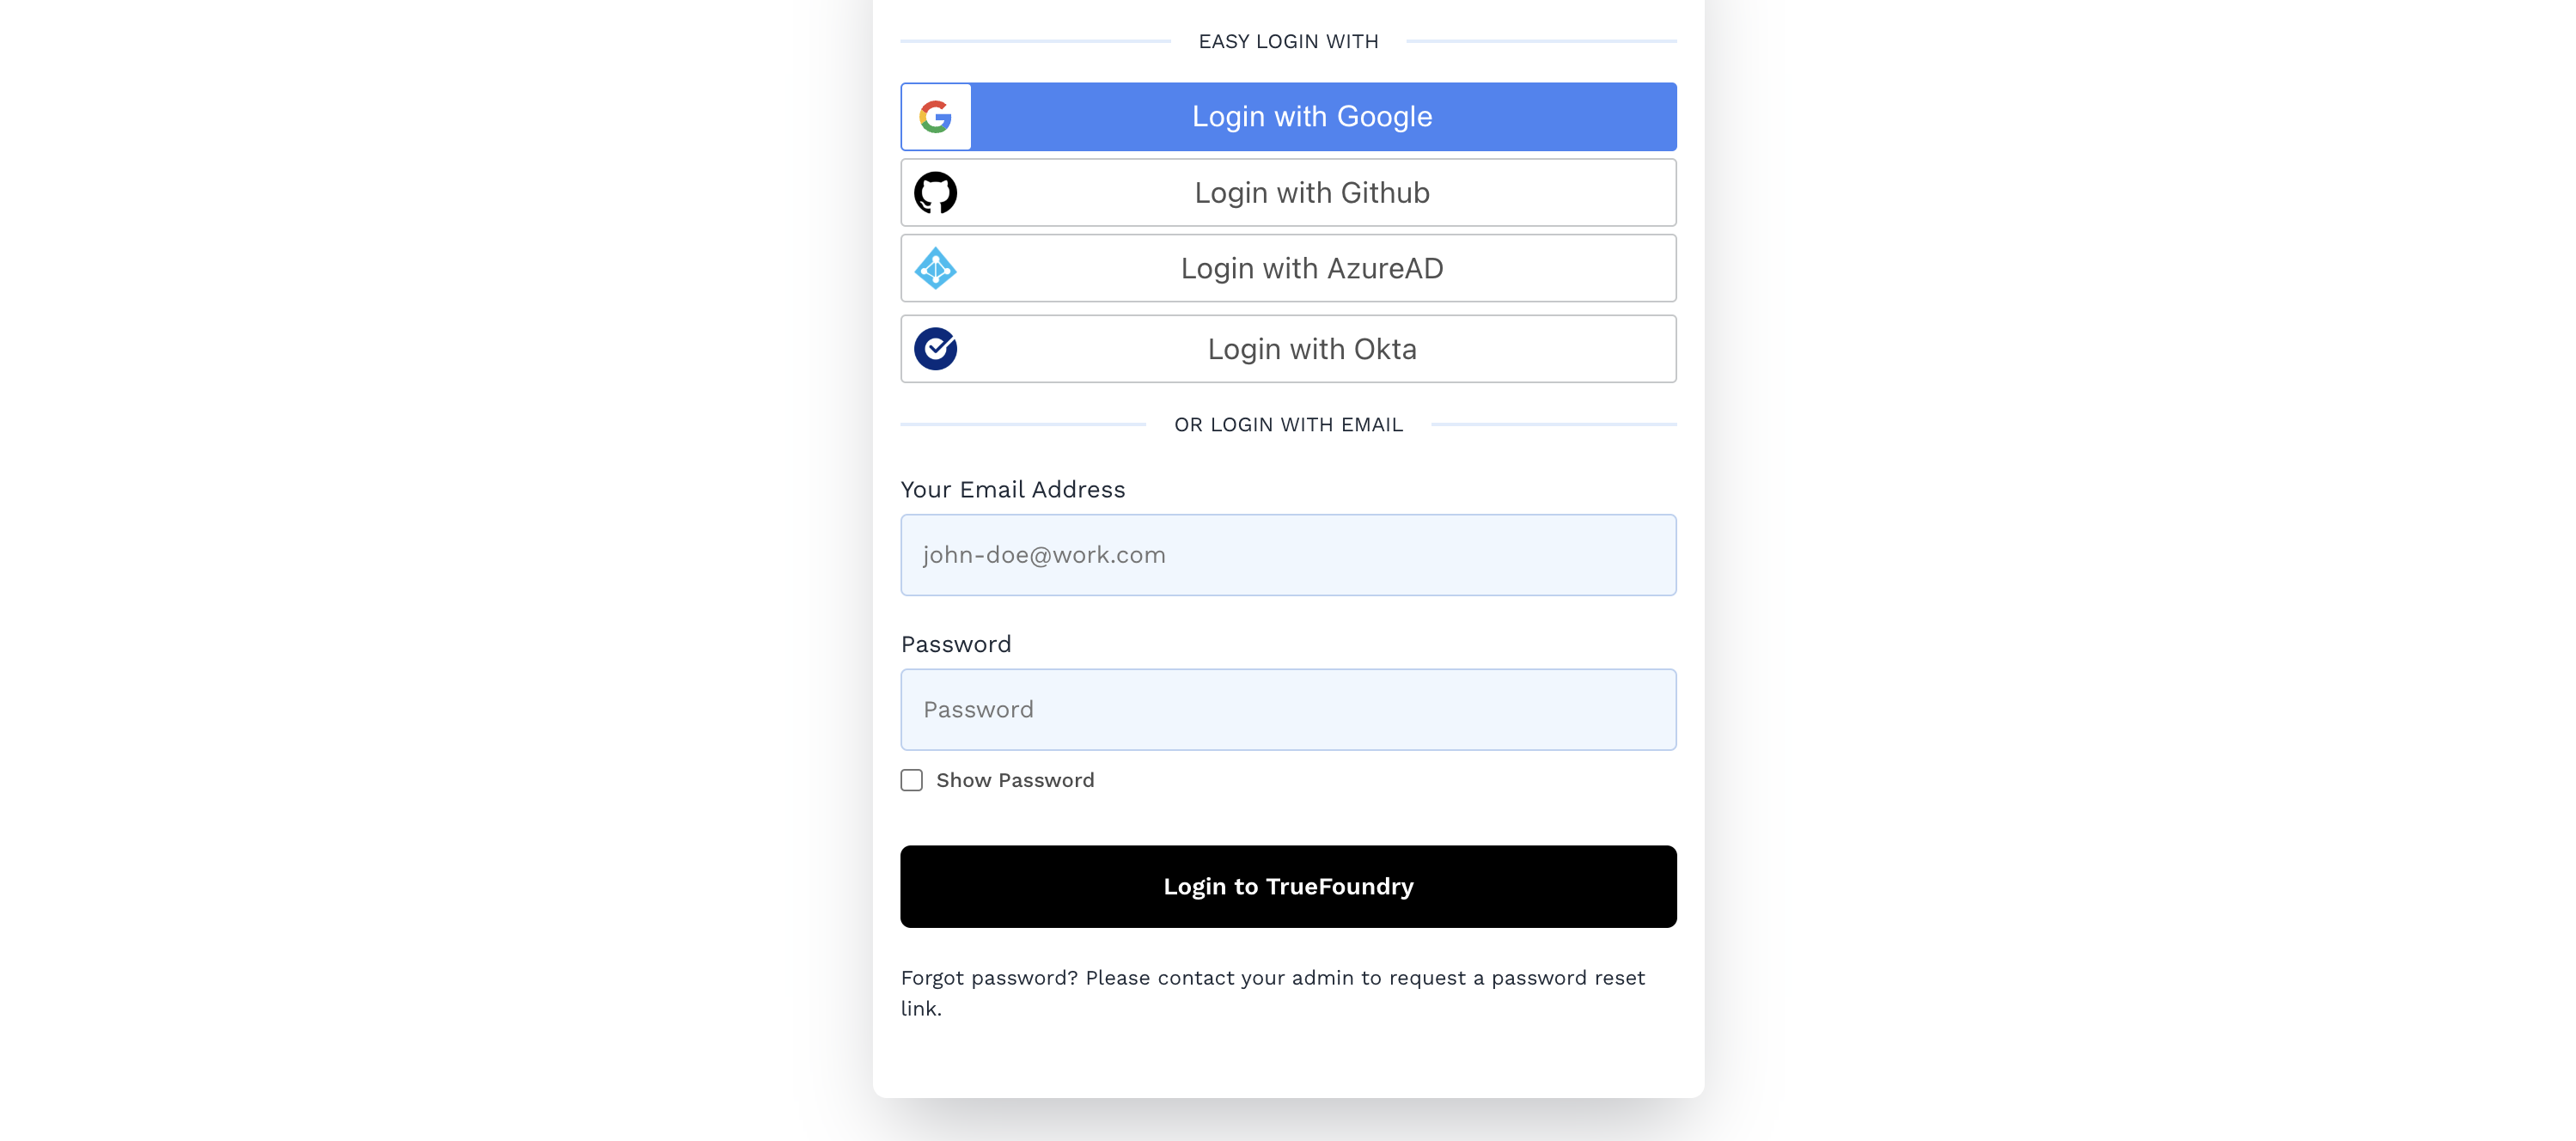 EASY LOGIN WITH
Login with Google
Login with Github
Login with AzureAD
Login with Okta
OR LOGIN WITH EMAIL
Your Email Address
john-doe@work.com
Password
Password
Show Password
Login to TrueFoundry
Forgot password? Please contact your admin to request a password reset
link.